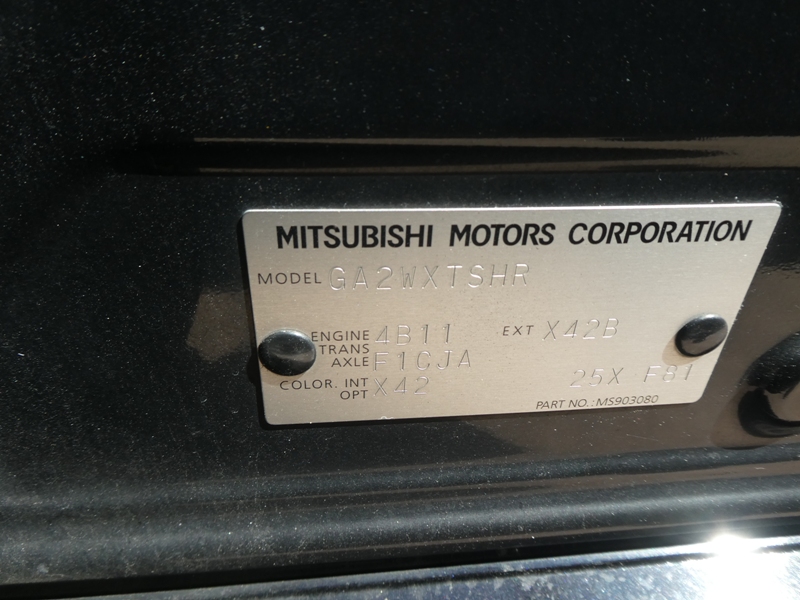 MITSUBISHI MOTORS CORPORATION
MODEL GA2WXTSHR
ENGINE 4B11 EXT X42B
TRANS
AXLE F1CJA
COLOR. INT X42 25X F81
OPT
PART NO.: MS903080